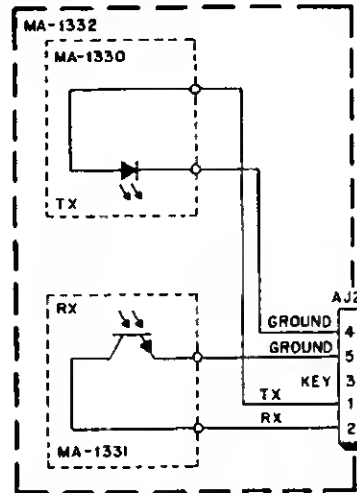 MA-1332
MA-1330
TX
RX
MA-1331
AJ2
GROUND 4
GROUND 5
KEY 3
TX 1
RX 2